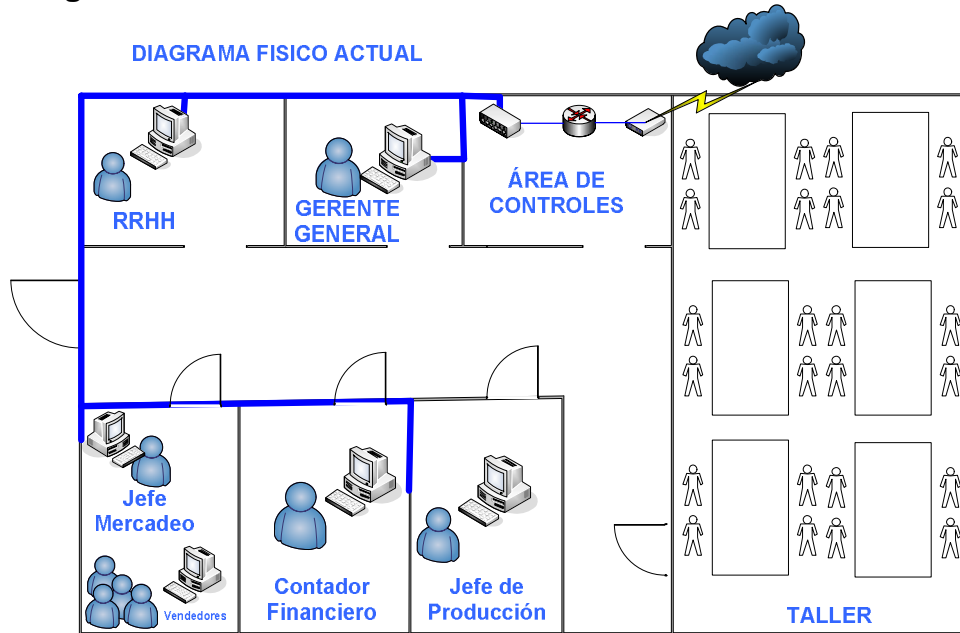 DIAGRAMA FISICO ACTUAL
RRHH
GERENTE
GENERAL
ÁREA DE
CONTROLES
Jefe
Mercadeo
Vendedores
Contador
Financiero
Jefe de
Producción
TALLER